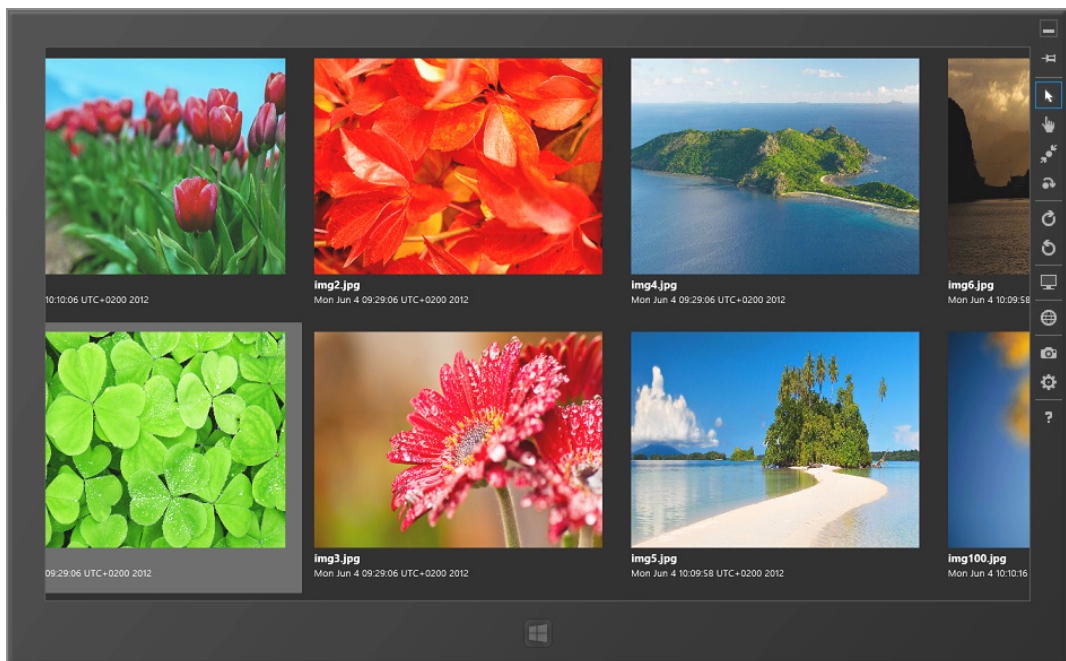 10:10:06 UTC+0200 2012
img2.jpg
Mon Jun 4 09:29:06 UTC+0200 2012
img4.jpg
Mon Jun 4 09:29:06 UTC+0200 2012
img6.jpg
Mon Jun 4 10:09:58
09:29:06 UTC+0200 2012
img3.jpg
Mon Jun 4 09:29:06 UTC+0200 2012
img5.jpg
Mon Jun 4 10:09:58 UTC+0200 2012
img100.jpg
Mon Jun 4 10:10:16
?